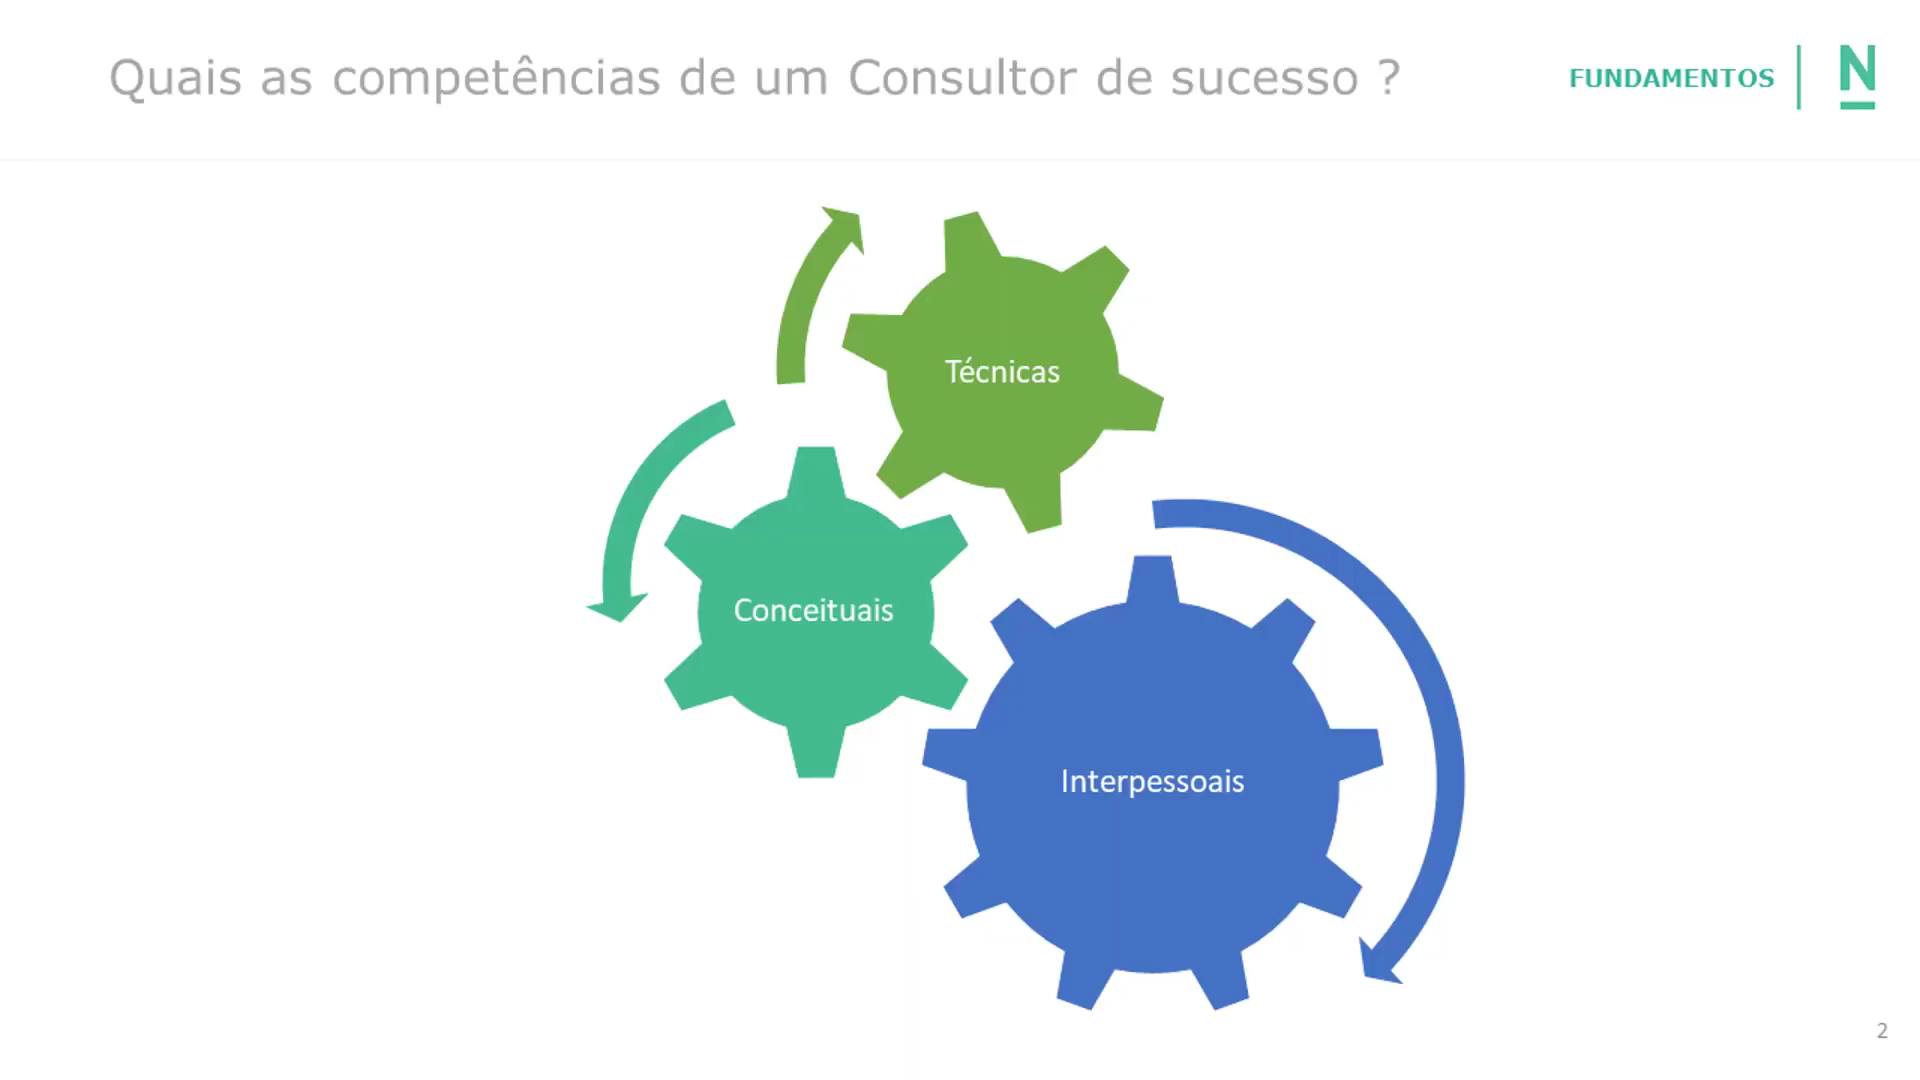 Quais as competências de um Consultor de sucesso ?
FUNDAMENTOS
N
Técnicas
Conceituais
Interpessoais
2